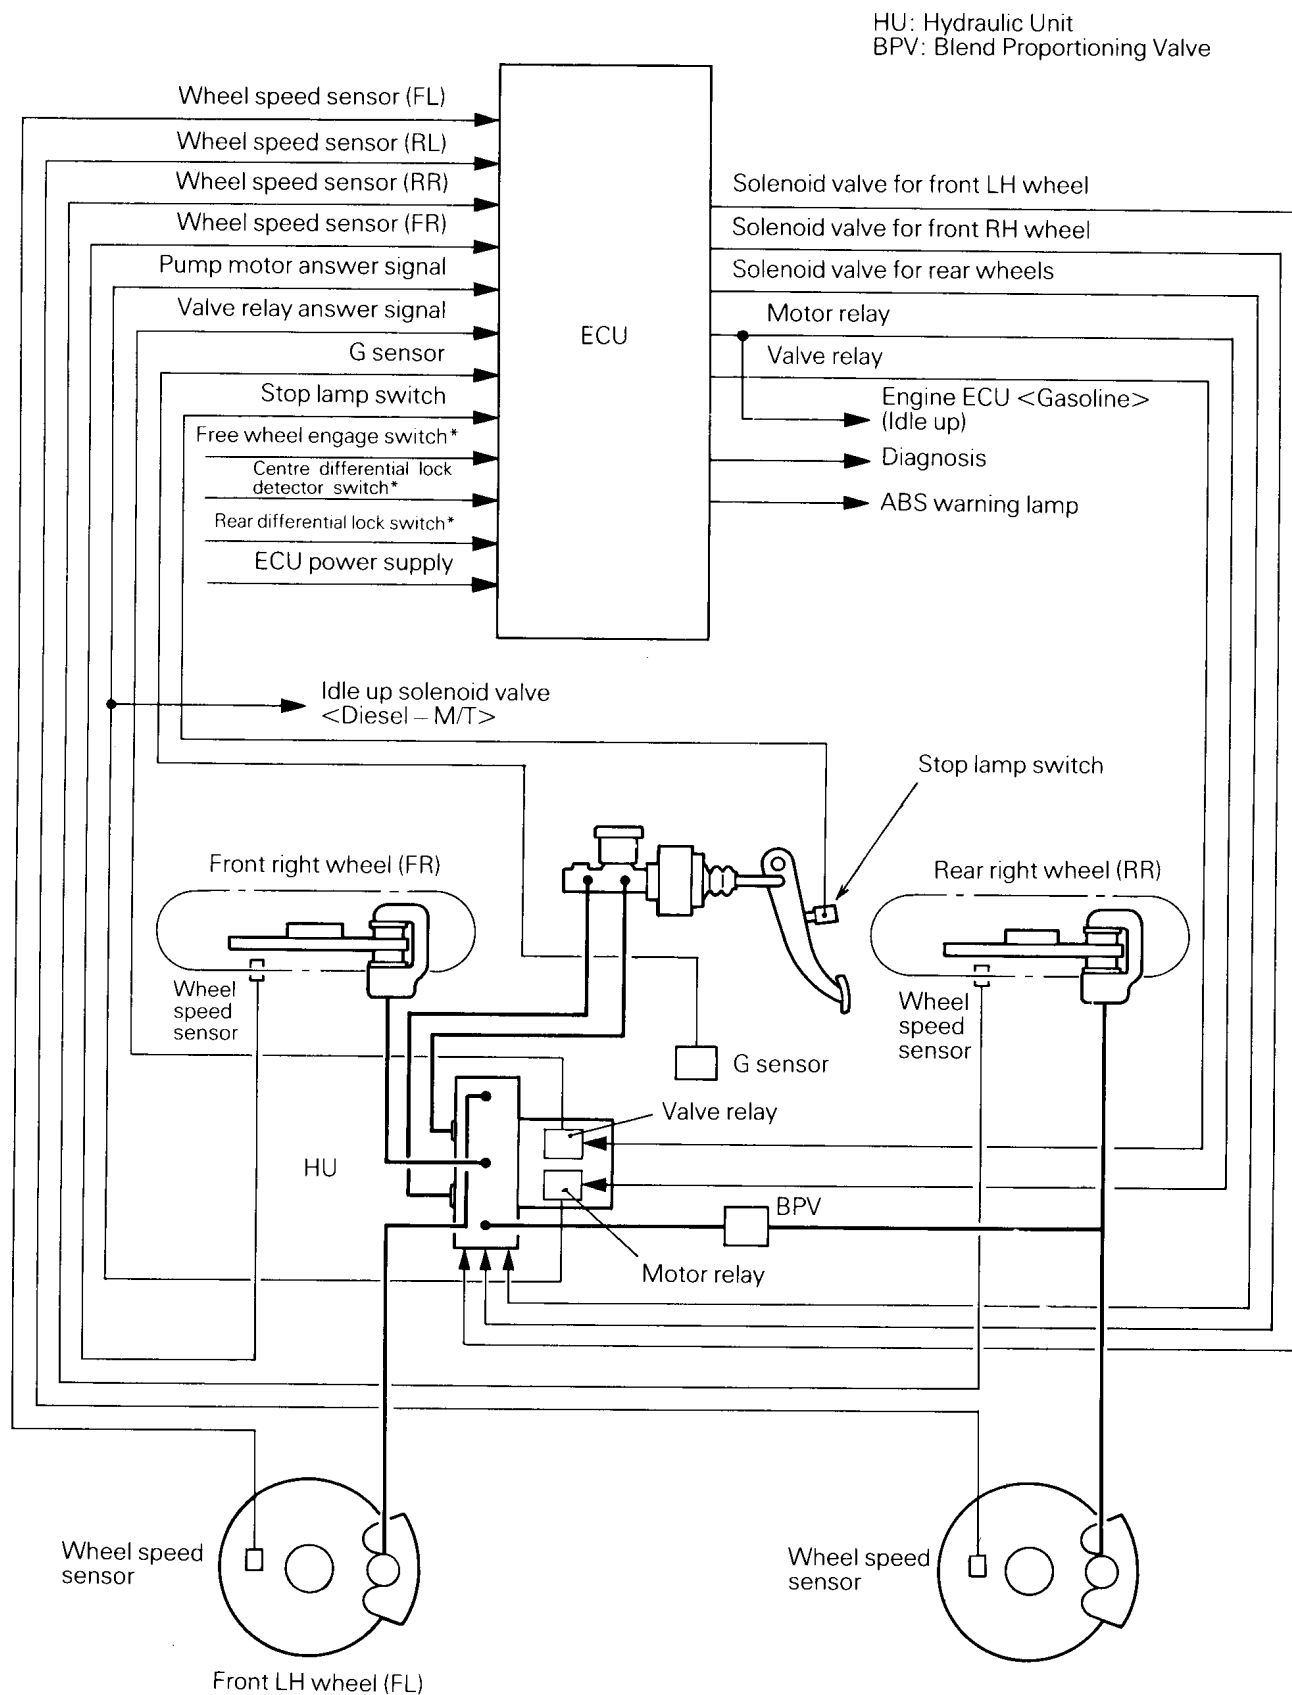 HU: Hydraulic Unit
BPV: Blend Proportioning Valve
Wheel speed sensor (FL)
Wheel speed sensor (RL)
Wheel speed sensor (RR)
Wheel speed sensor (FR)
Pump motor answer signal
Valve relay answer signal
G sensor
Stop lamp switch
Free wheel engage switch*
Centre differential lock
detector switch*
Rear differential lock switch*
ECU power supply
ECU
Solenoid valve for front LH wheel
Solenoid valve for front RH wheel
Solenoid valve for rear wheels
Motor relay
Valve relay
Engine ECU <Gasoline>
(Idle up)
Diagnosis
ABS warning lamp
Idle up solenoid valve
<Diesel – M/T>
Stop lamp switch
Front right wheel (FR)
Rear right wheel (RR)
Wheel
speed
sensor
Wheel
speed
sensor
G sensor
Valve relay
HU
BPV
Motor relay
Wheel speed
sensor
Wheel speed
sensor
Front LH wheel (FL)